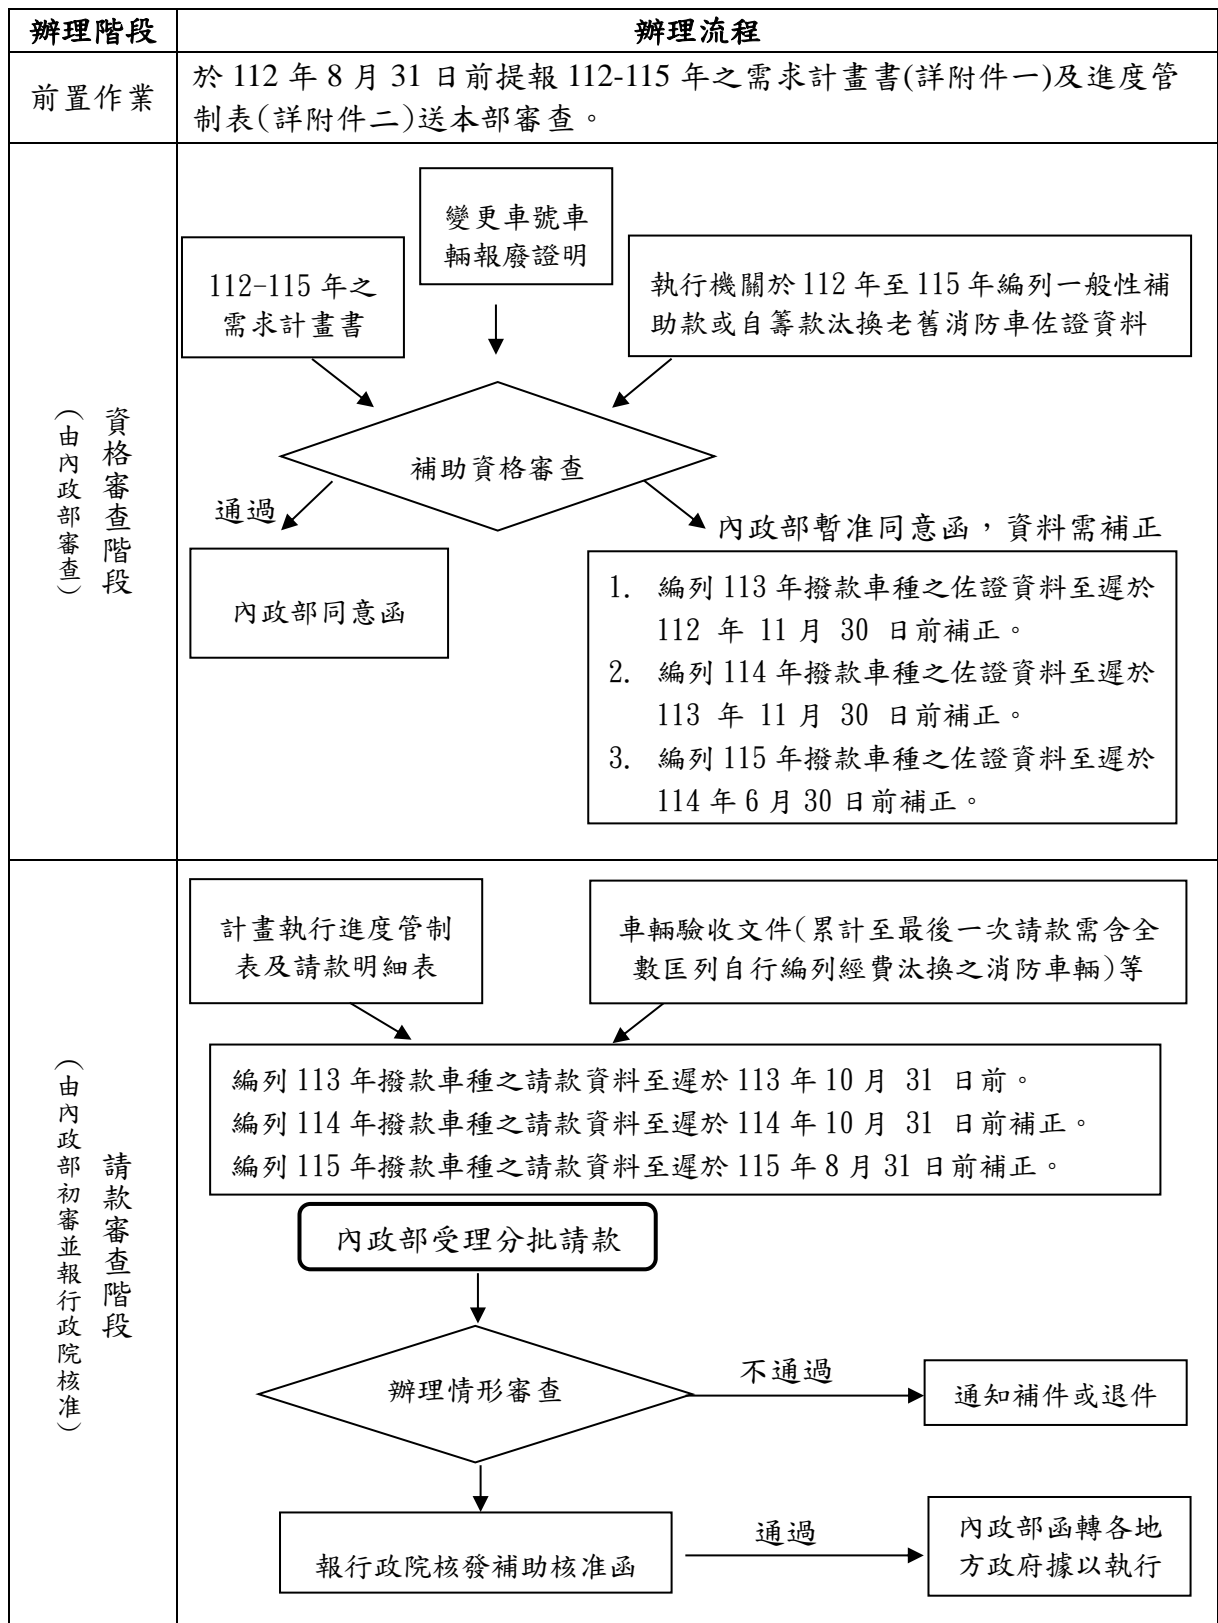 辦理階段
辦理流程
前置作業
於 112 年 8 月 31 日前提報 112-115 年之需求計畫書(詳附件一)及進度管
制表(詳附件二)送本部審查。
資格審查階段
（由內政部審查）
變更車號車
輛報廢證明
112-115 年之
需求計畫書
執行機關於 112 年至 115 年編列一般性補
助款或自籌款汰換老舊消防車佐證資料
補助資格審查
通過
內政部同意函
內政部暫准同意函，資料需補正
1. 編列 113 年撥款車種之佐證資料至遲於
112 年 11 月 30 日前補正。
2. 編列 114 年撥款車種之佐證資料至遲於
113 年 11 月 30 日前補正。
3. 編列 115 年撥款車種之佐證資料至遲於
114 年 6 月 30 日前補正。
請款審查階段
（由內政部初審並報行政院核准）
計畫執行進度管制
表及請款明細表
車輛驗收文件(累計至最後一次請款需含全
數匡列自行編列經費汰換之消防車輛)等
編列 113 年撥款車種之請款資料至遲於 113 年 10 月 31 日前。
編列 114 年撥款車種之請款資料至遲於 114 年 10 月 31 日前補正。
編列 115 年撥款車種之請款資料至遲於 115 年 8 月 31 日前補正。
內政部受理分批請款
辦理情形審查
不通過
通知補件或退件
報行政院核發補助核准函
通過
內政部函轉各地
方政府據以執行